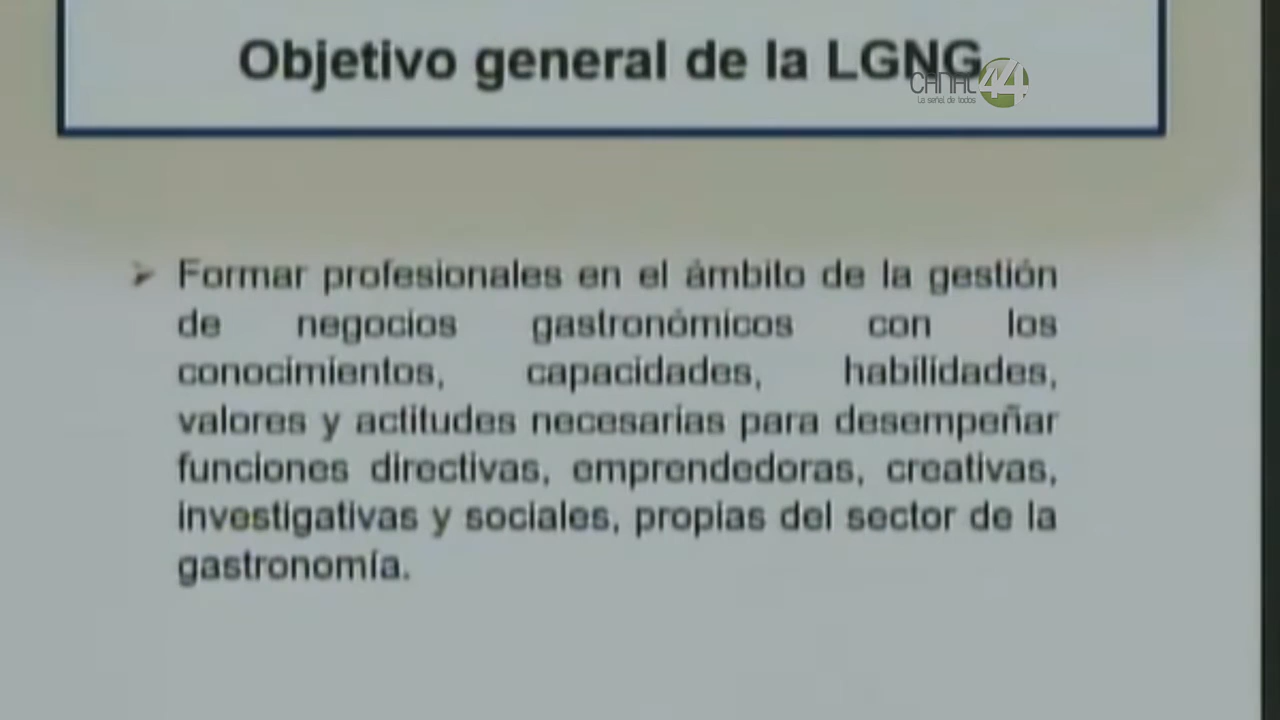 Objetivo general de la LGNG
CANAL 44
La señal de todos
Formar profesionales en el ámbito de la gestión
de negocios gastronómicos con los
conocimientos, capacidades, habilidades,
valores y actitudes necesarias para desempeñar
funciones directivas, emprendedoras, creativas,
investigativas y sociales, propias del sector de la
gastronomía.